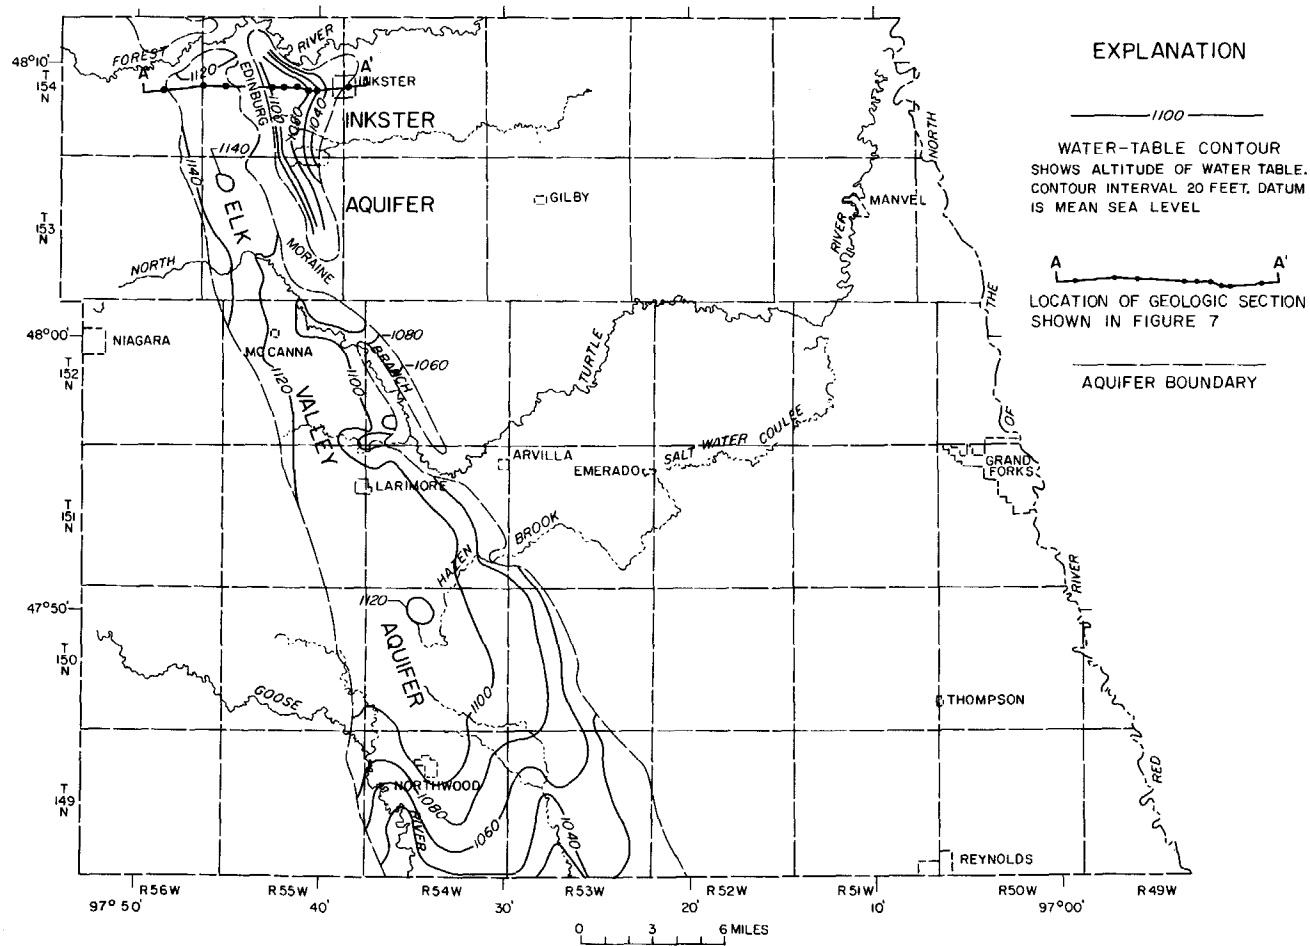 EXPLANATION
1100
WATER-TABLE CONTOUR
SHOWS ALTITUDE OF WATER TABLE.
CONTOUR INTERVAL 20 FEET. DATUM
IS MEAN SEA LEVEL
A A'
LOCATION OF GEOLOGIC SECTION
SHOWN IN FIGURE 7
AQUIFER BOUNDARY
48°10'
T
154
N
FOREST
RIVER
A
A'
1120
EDINBURG
1100
1080
1040
INKSTER
INKSTER
AQUIFER
1140
1140
T
153
N
ELK
MORAINE
NORTH
GILBY
MANVEL
RIVER
NORTH
THE
OF
48°00'
NIAGARA
T
152
N
MC CANNA
1120
VALLEY
1100
BRANCH
1080
1060
TURTLE
SALT WATER COULEE
ARVILLA
EMERADO
GRAND
FORKS
LARIMORE
T
151
N
HAZEN
BROOK
47°50'
1120
AQUIFER
T
150
N
GOOSE
1100
RIVER
THOMPSON
NORTHWOOD
T
149
N
1080
RIVER
1060
1040
RED
REYNOLDS
R56W
R55W
R54W
R53W
R52W
R51W
R50W
R49W
97°50'
40'
30'
20'
10'
97°00'
0 3 6 MILES